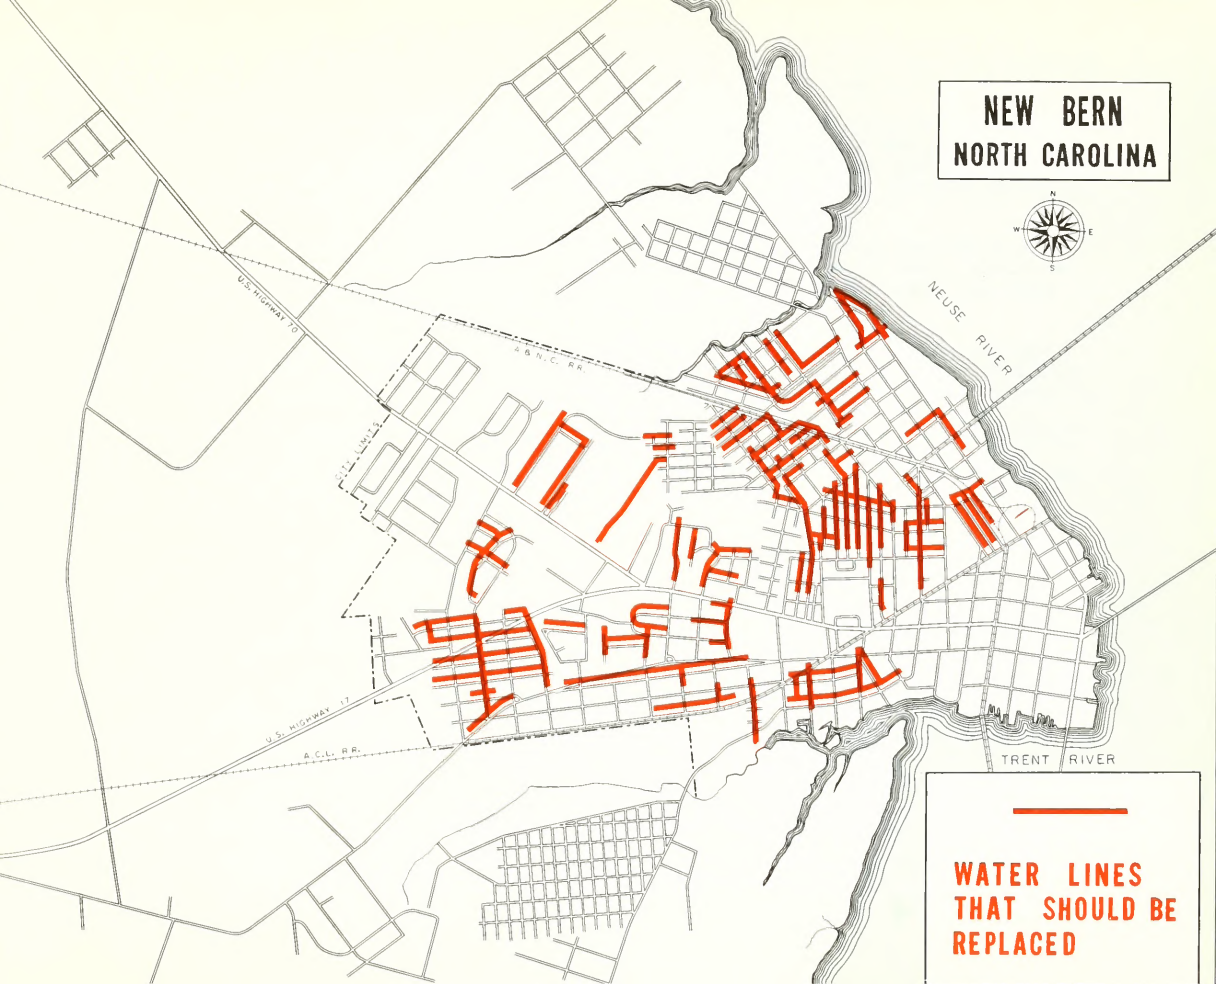 NEW BERN
NORTH CAROLINA
N
W E
S
NEUSE RIVER
U.S. HIGHWAY 70
A & N.C. RR.
CITY LIMITS
U.S. HIGHWAY 17
A.C.L. RR.
TRENT RIVER
WATER LINES
THAT SHOULD BE
REPLACED